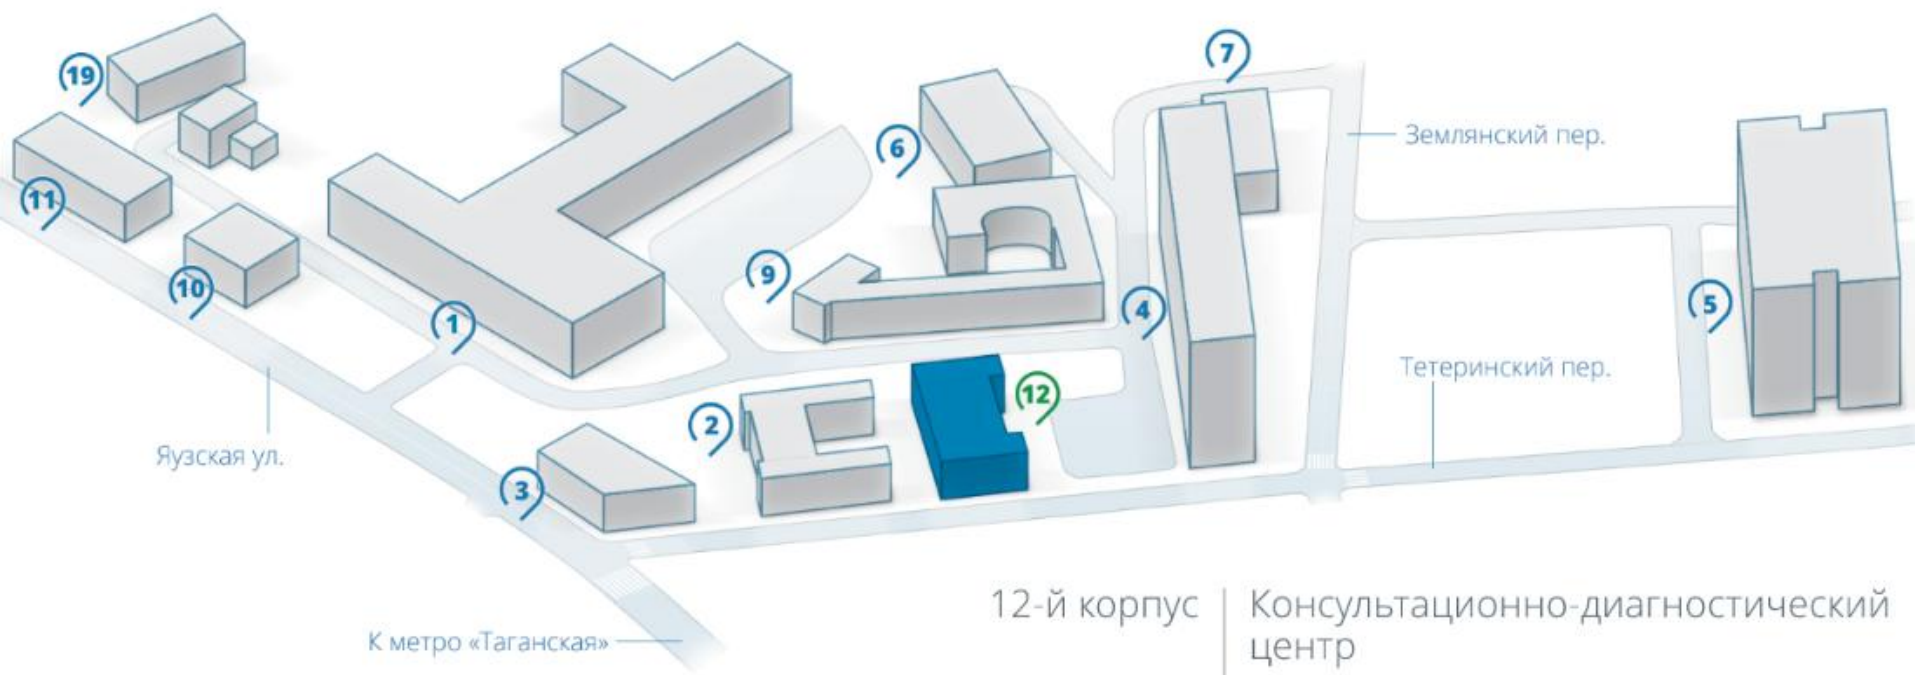 7
19
6
Землянский пер.
11
9
10
4
5
1
Тетеринский пер.
12
2
Яузская ул.
3
12-й корпус
Консультационно-диагностический
центр
К метро «Таганская»